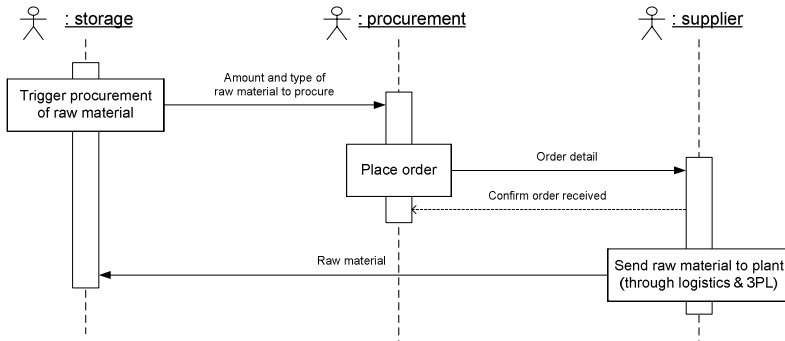 : storage
: procurement
: supplier
Trigger procurement
of raw material
Amount and type of
raw material to procure
Place order
Order detail
Confirm order received
Raw material
Send raw material to plant
(through logistics & 3PL)